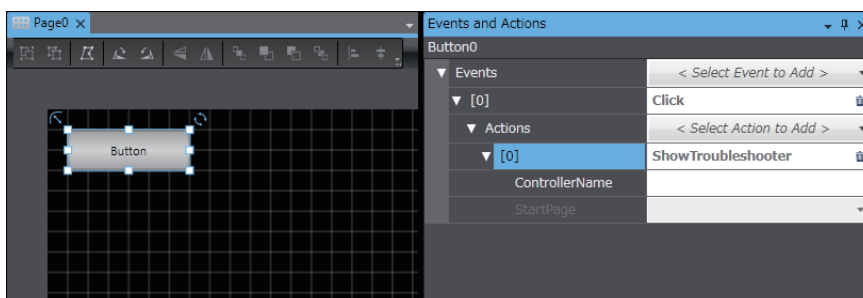 Page0
Button
Events and Actions
Button0
Events
< Select Event to Add >
[0]
Click
Actions
< Select Action to Add >
[0]
ShowTroubleshooter
ControllerName
StartPage